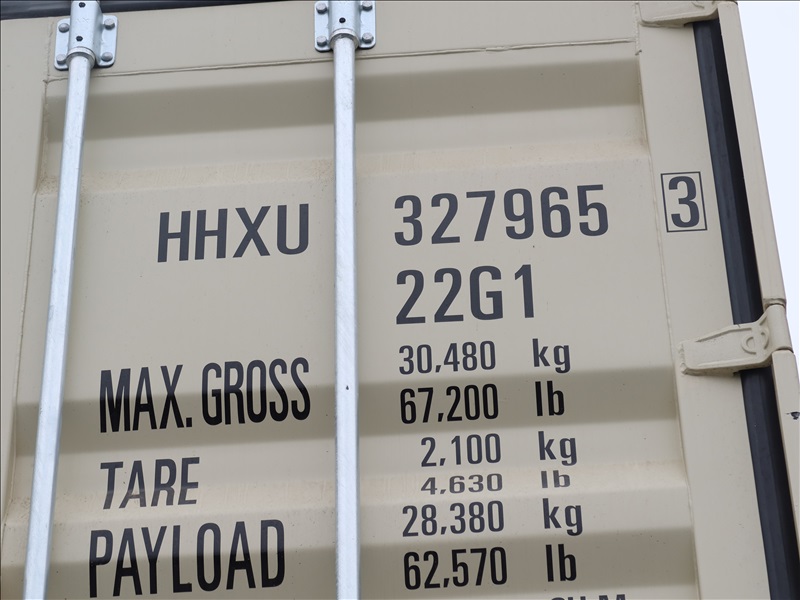 HHXU 327965 3
22G1
MAX. GROSS 30,480 kg
67,200 lb
TARE 2,100 kg
4,630 lb
PAYLOAD 28,380 kg
62,570 lb